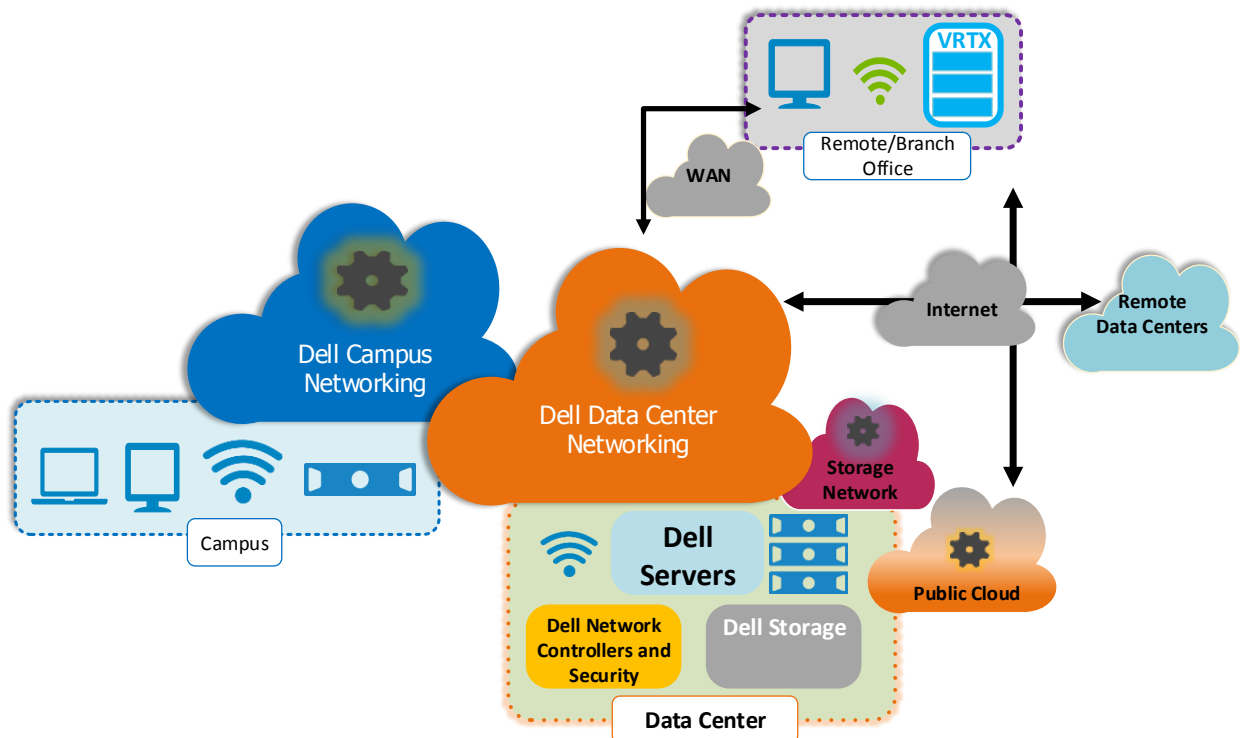 VRTX
Remote/Branch
Office
WAN
Dell Campus
Networking
Internet
Remote
Data Centers
Dell Data Center
Networking
Storage
Network
Campus
Dell
Servers
Public Cloud
Dell Network
Controllers and
Security
Dell Storage
Data Center